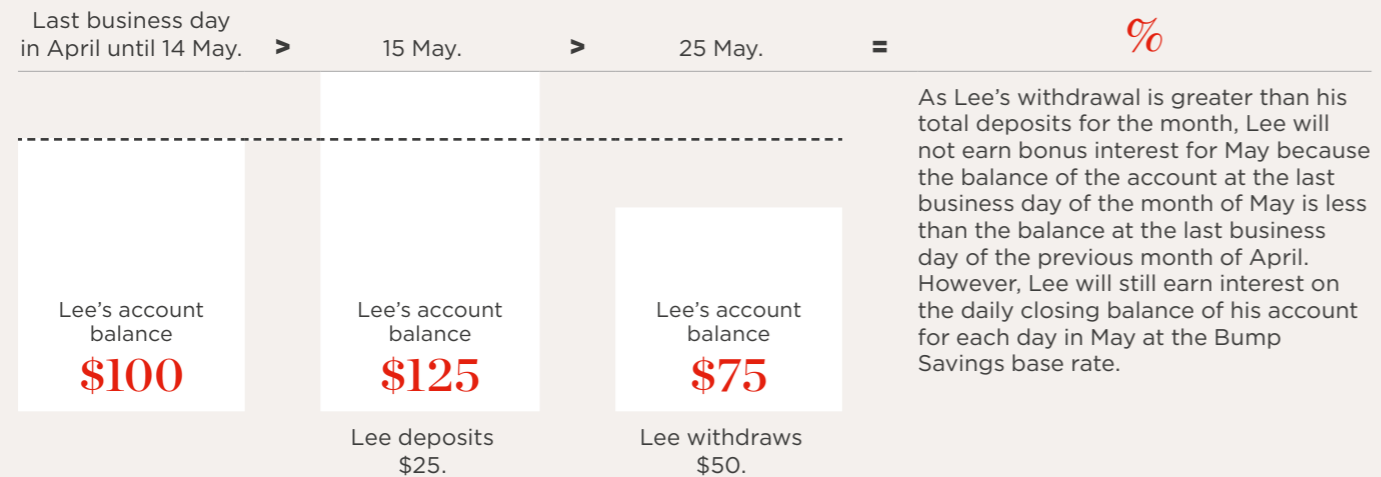 Last business day
in April until 14 May.
>
15 May.
>
25 May.
=
%
Lee’s account
balance
$100
Lee’s account
balance
$125
Lee deposits
$25.
Lee’s account
balance
$75
Lee withdraws
$50.
As Lee’s withdrawal is greater than his
total deposits for the month, Lee will
not earn bonus interest for May because
the balance of the account at the last
business day of the month of May is less
than the balance at the last business
day of the previous month of April.
However, Lee will still earn interest on
the daily closing balance of his account
for each day in May at the Bump
Savings base rate.